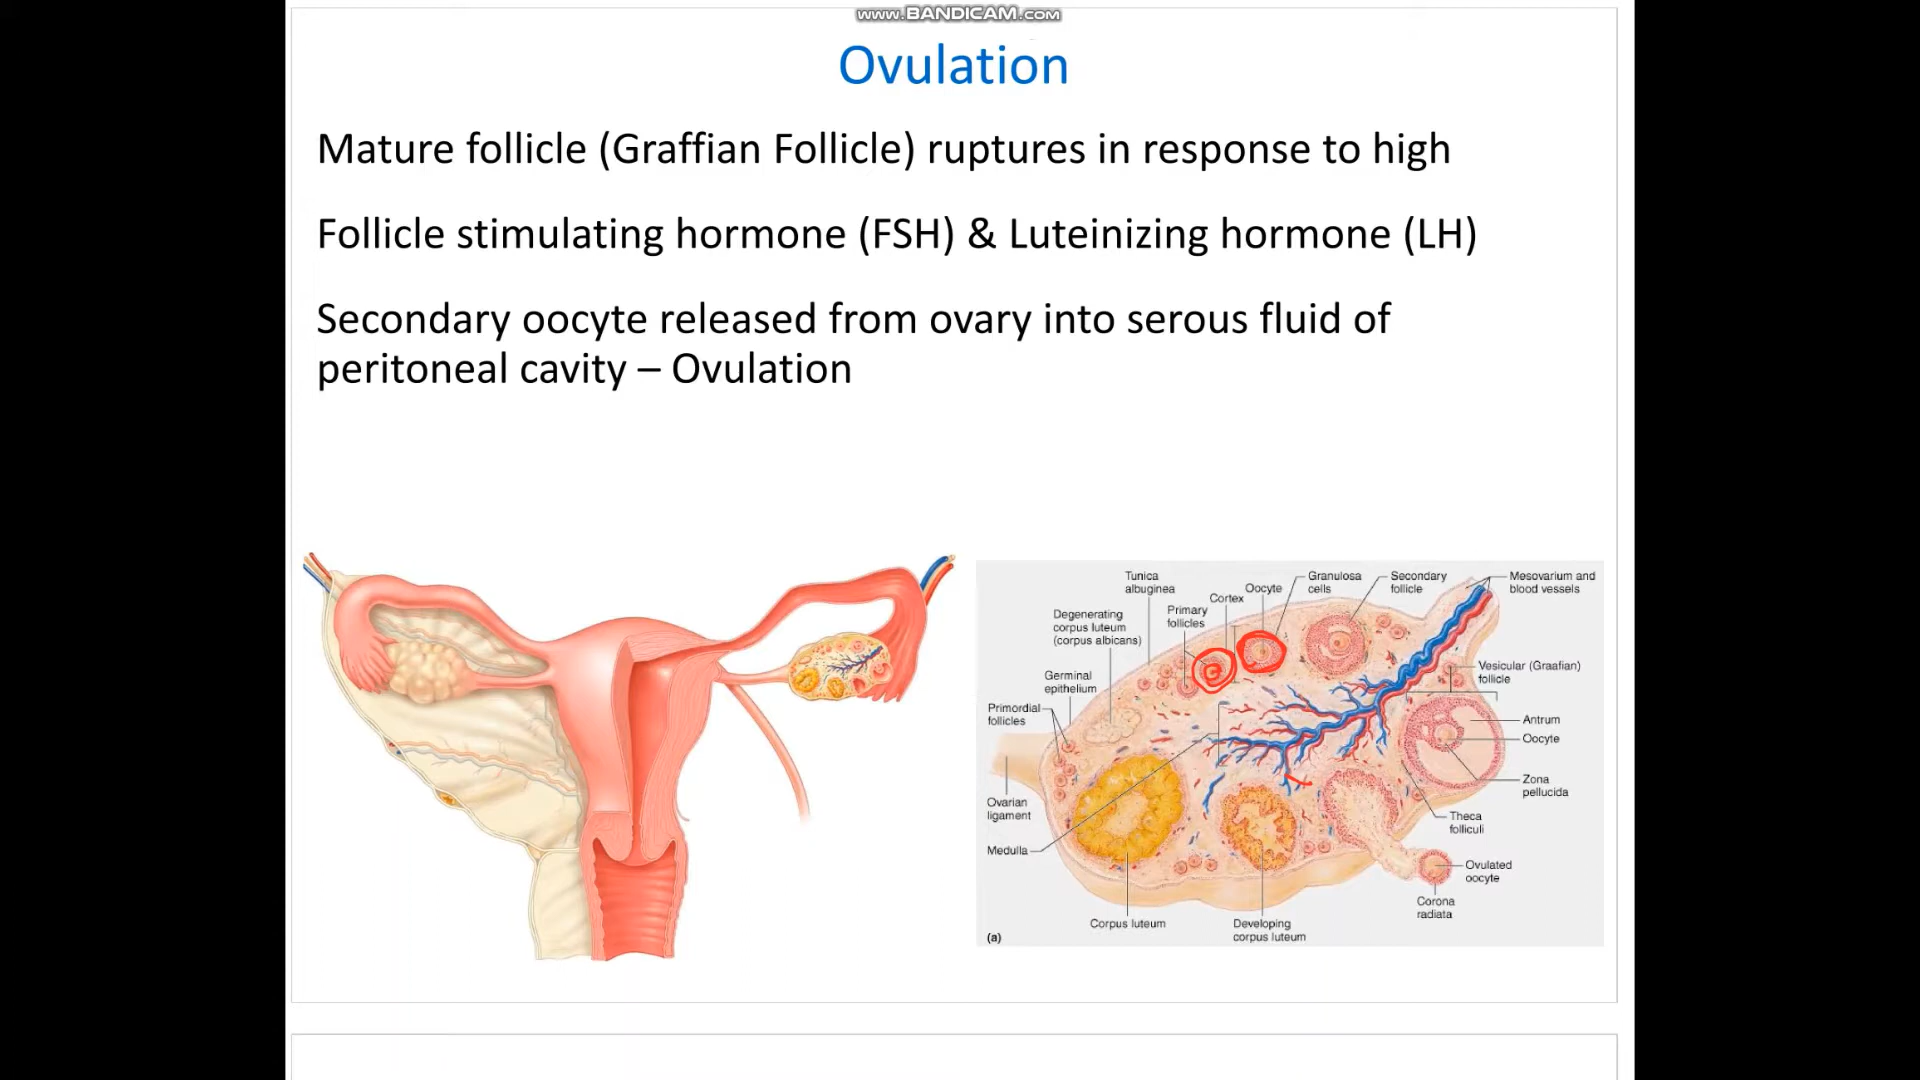 www.BANDICAM.com
Ovulation
Mature follicle (Graffian Follicle) ruptures in response to high
Follicle stimulating hormone (FSH) & Luteinizing hormone (LH)
Secondary oocyte released from ovary into serous fluid of
peritoneal cavity – Ovulation
Tunica
albuginea
Degenerating
corpus luteum
(corpus albicans)
Primary
follicles
Cortex
Oocyte
Granulosa
cells
Secondary
follicle
Mesovarium and
blood vessels
Germinal
epithelium
Primordial
follicles
Vesicular (Graafian)
follicle
Antrum
Oocyte
Zona
pellucida
Ovarian
ligament
Theca
folliculi
Medulla
Ovulated
oocyte
Corona
radiata
Corpus luteum
Developing
corpus luteum
(a)